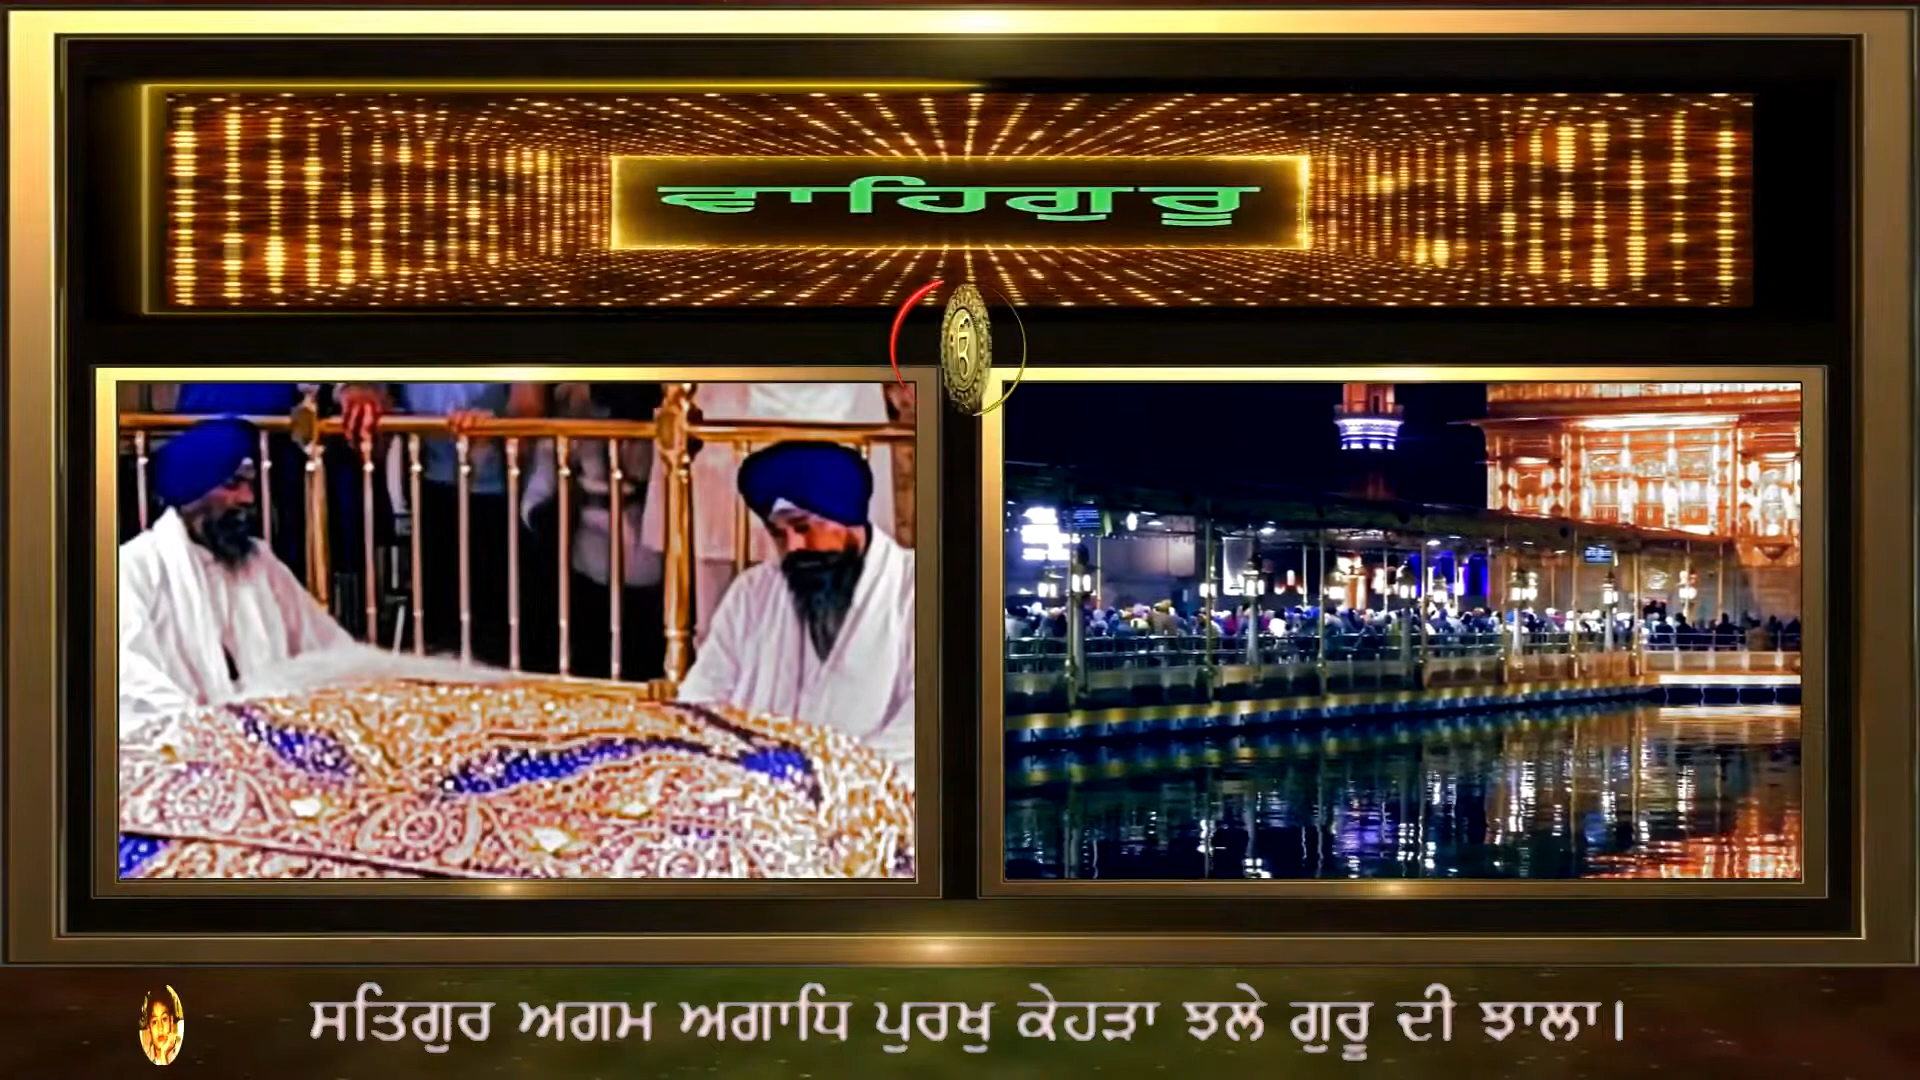 ਵਾਹਿਗੁਰੂ
ੴ
ਸਤਿਗੁਰ ਅਗਮ ਅਗਾਧਿ ਪੁਰਖੁ ਕੇਹੜਾ ਝਲੇ ਗੁਰੂ ਦੀ ਝਾਲਾ।